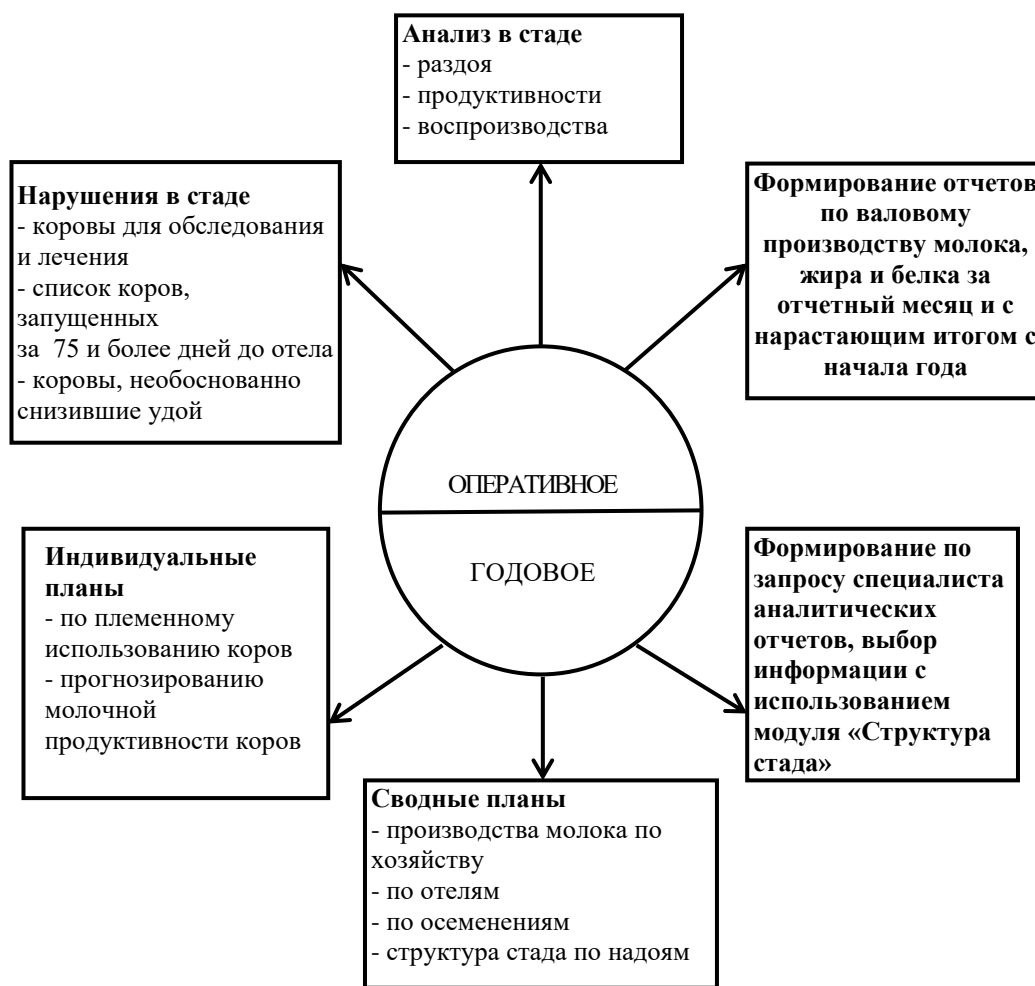 Анализ в стаде
- раздоя
- продуктивности
- воспроизводства
Нарушения в стаде
- коровы для обследования
и лечения
- список коров,
запущенных
за 75 и более дней до отела
- коровы, необоснованно
снизившие удой
Формирование отчетов
по валовому
производству молока,
жира и белка за
отчетный месяц и с
нарастающим итогом с
начала года
ОПЕРАТИВНОЕ
ГОДОВОЕ
Индивидуальные
планы
- по племенному
использованию коров
- прогнозированию
молочной
продуктивности коров
Формирование по
запросу специалиста
аналитических
отчетов, выбор
информации с
использованием
модуля «Структура
стада»
Сводные планы
- производства молока по
хозяйству
- по отелям
- по осеменениям
- структура стада по надоям